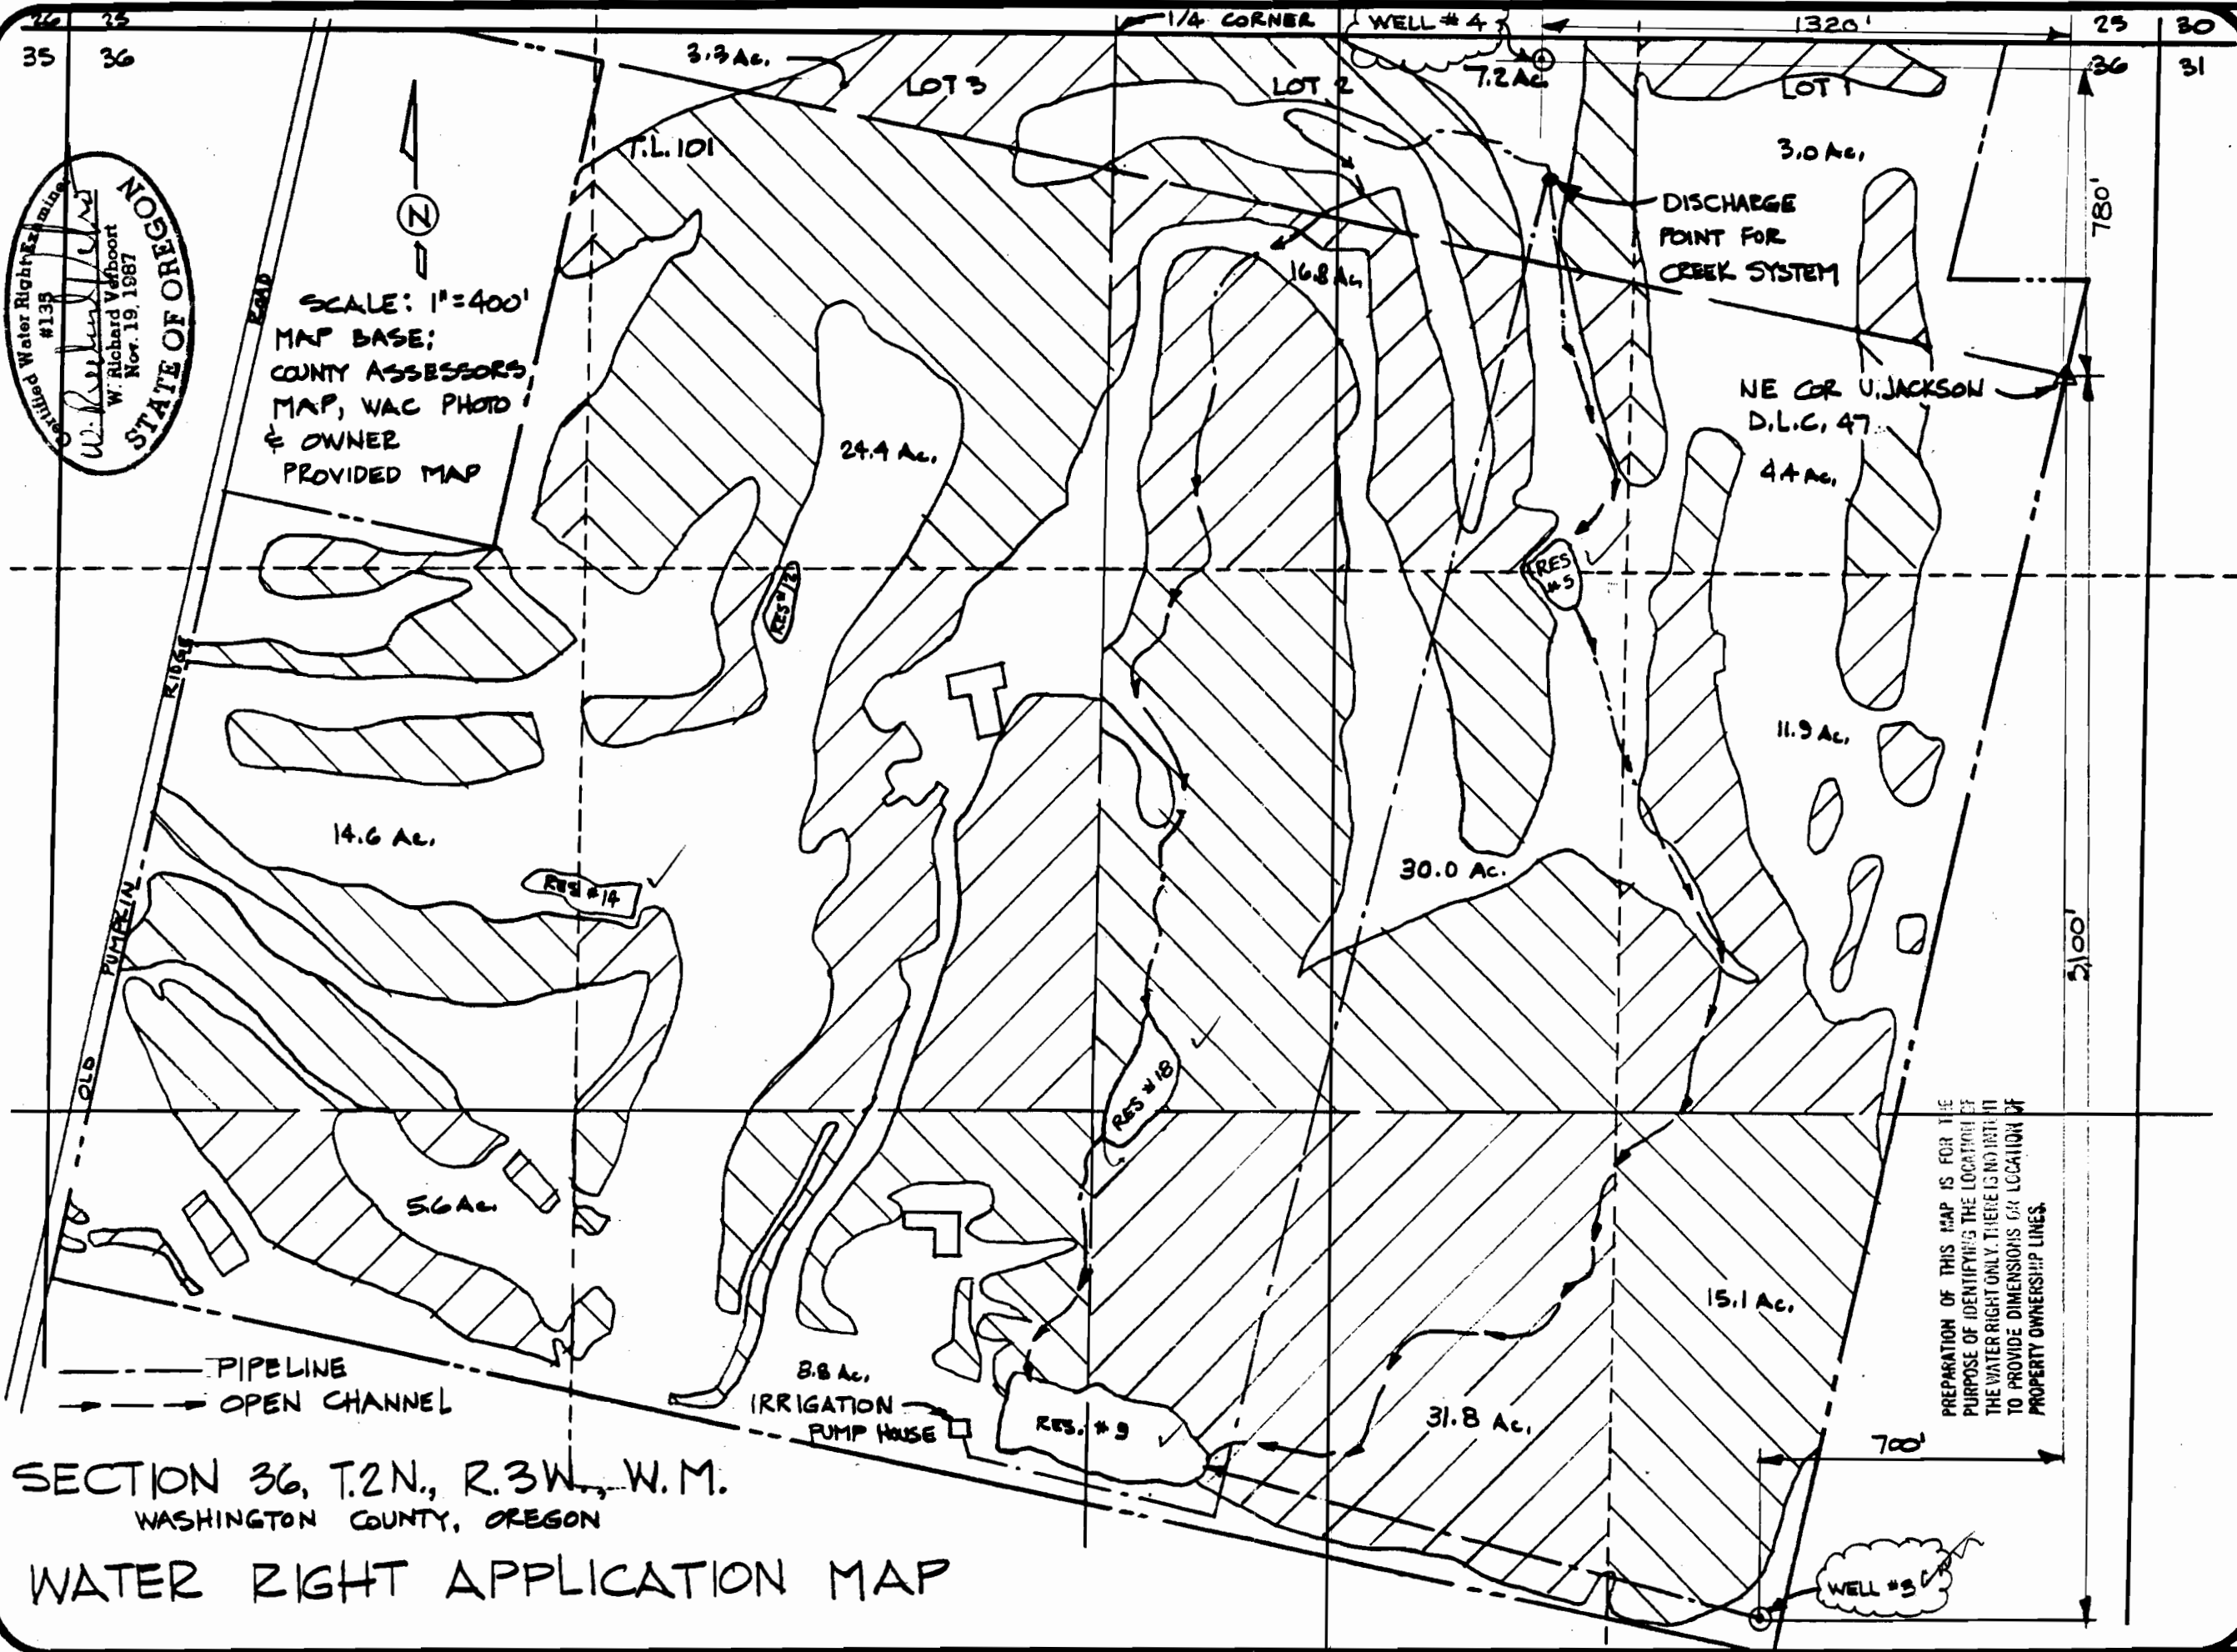 26 25
1/4 CORNER
WELL #4
1320'
25 30
35 36
3.3 Ac.
LOT 3
LOT 2
7.2 Ac.
LOT 1
36 31
T.L. 101
3.0 Ac.
780'
DISCHARGE
POINT FOR
CREEK SYSTEM
Certified Water Right Examiner
#135
W. Richard Verboort
Nov. 19, 1987
STATE OF OREGON
N
ROAD
16.8 Ac.
SCALE: 1"=400'
MAP BASE;
COUNTY ASSESSORS
MAP, WAC PHOTO
& OWNER
PROVIDED MAP
NE COR U. JACKSON
D.L.C. 47
24.4 Ac.
4.4 Ac.
RES
#5
RIDGE
11.9 Ac.
14.6 Ac.
RES #14
30.0 Ac.
PUMPKIN
3,100'
OLD
RES #18
5.6 Ac.
PREPARATION OF THIS MAP IS FOR THE
PURPOSE OF IDENTIFYING THE LOCATION OF
THE WATER RIGHT ONLY. THERE IS NO INTENT
TO PROVIDE DIMENSIONS OR LOCATION OF
PROPERTY OWNERSHIP LINES.
15.1 Ac.
PIPELINE
OPEN CHANNEL
8.8 Ac.
IRRIGATION
PUMP HOUSE
RES. #9
31.8 Ac.
700'
SECTION 36, T.2N., R.3W., W.M.
WASHINGTON COUNTY, OREGON
WATER RIGHT APPLICATION MAP
WELL #3